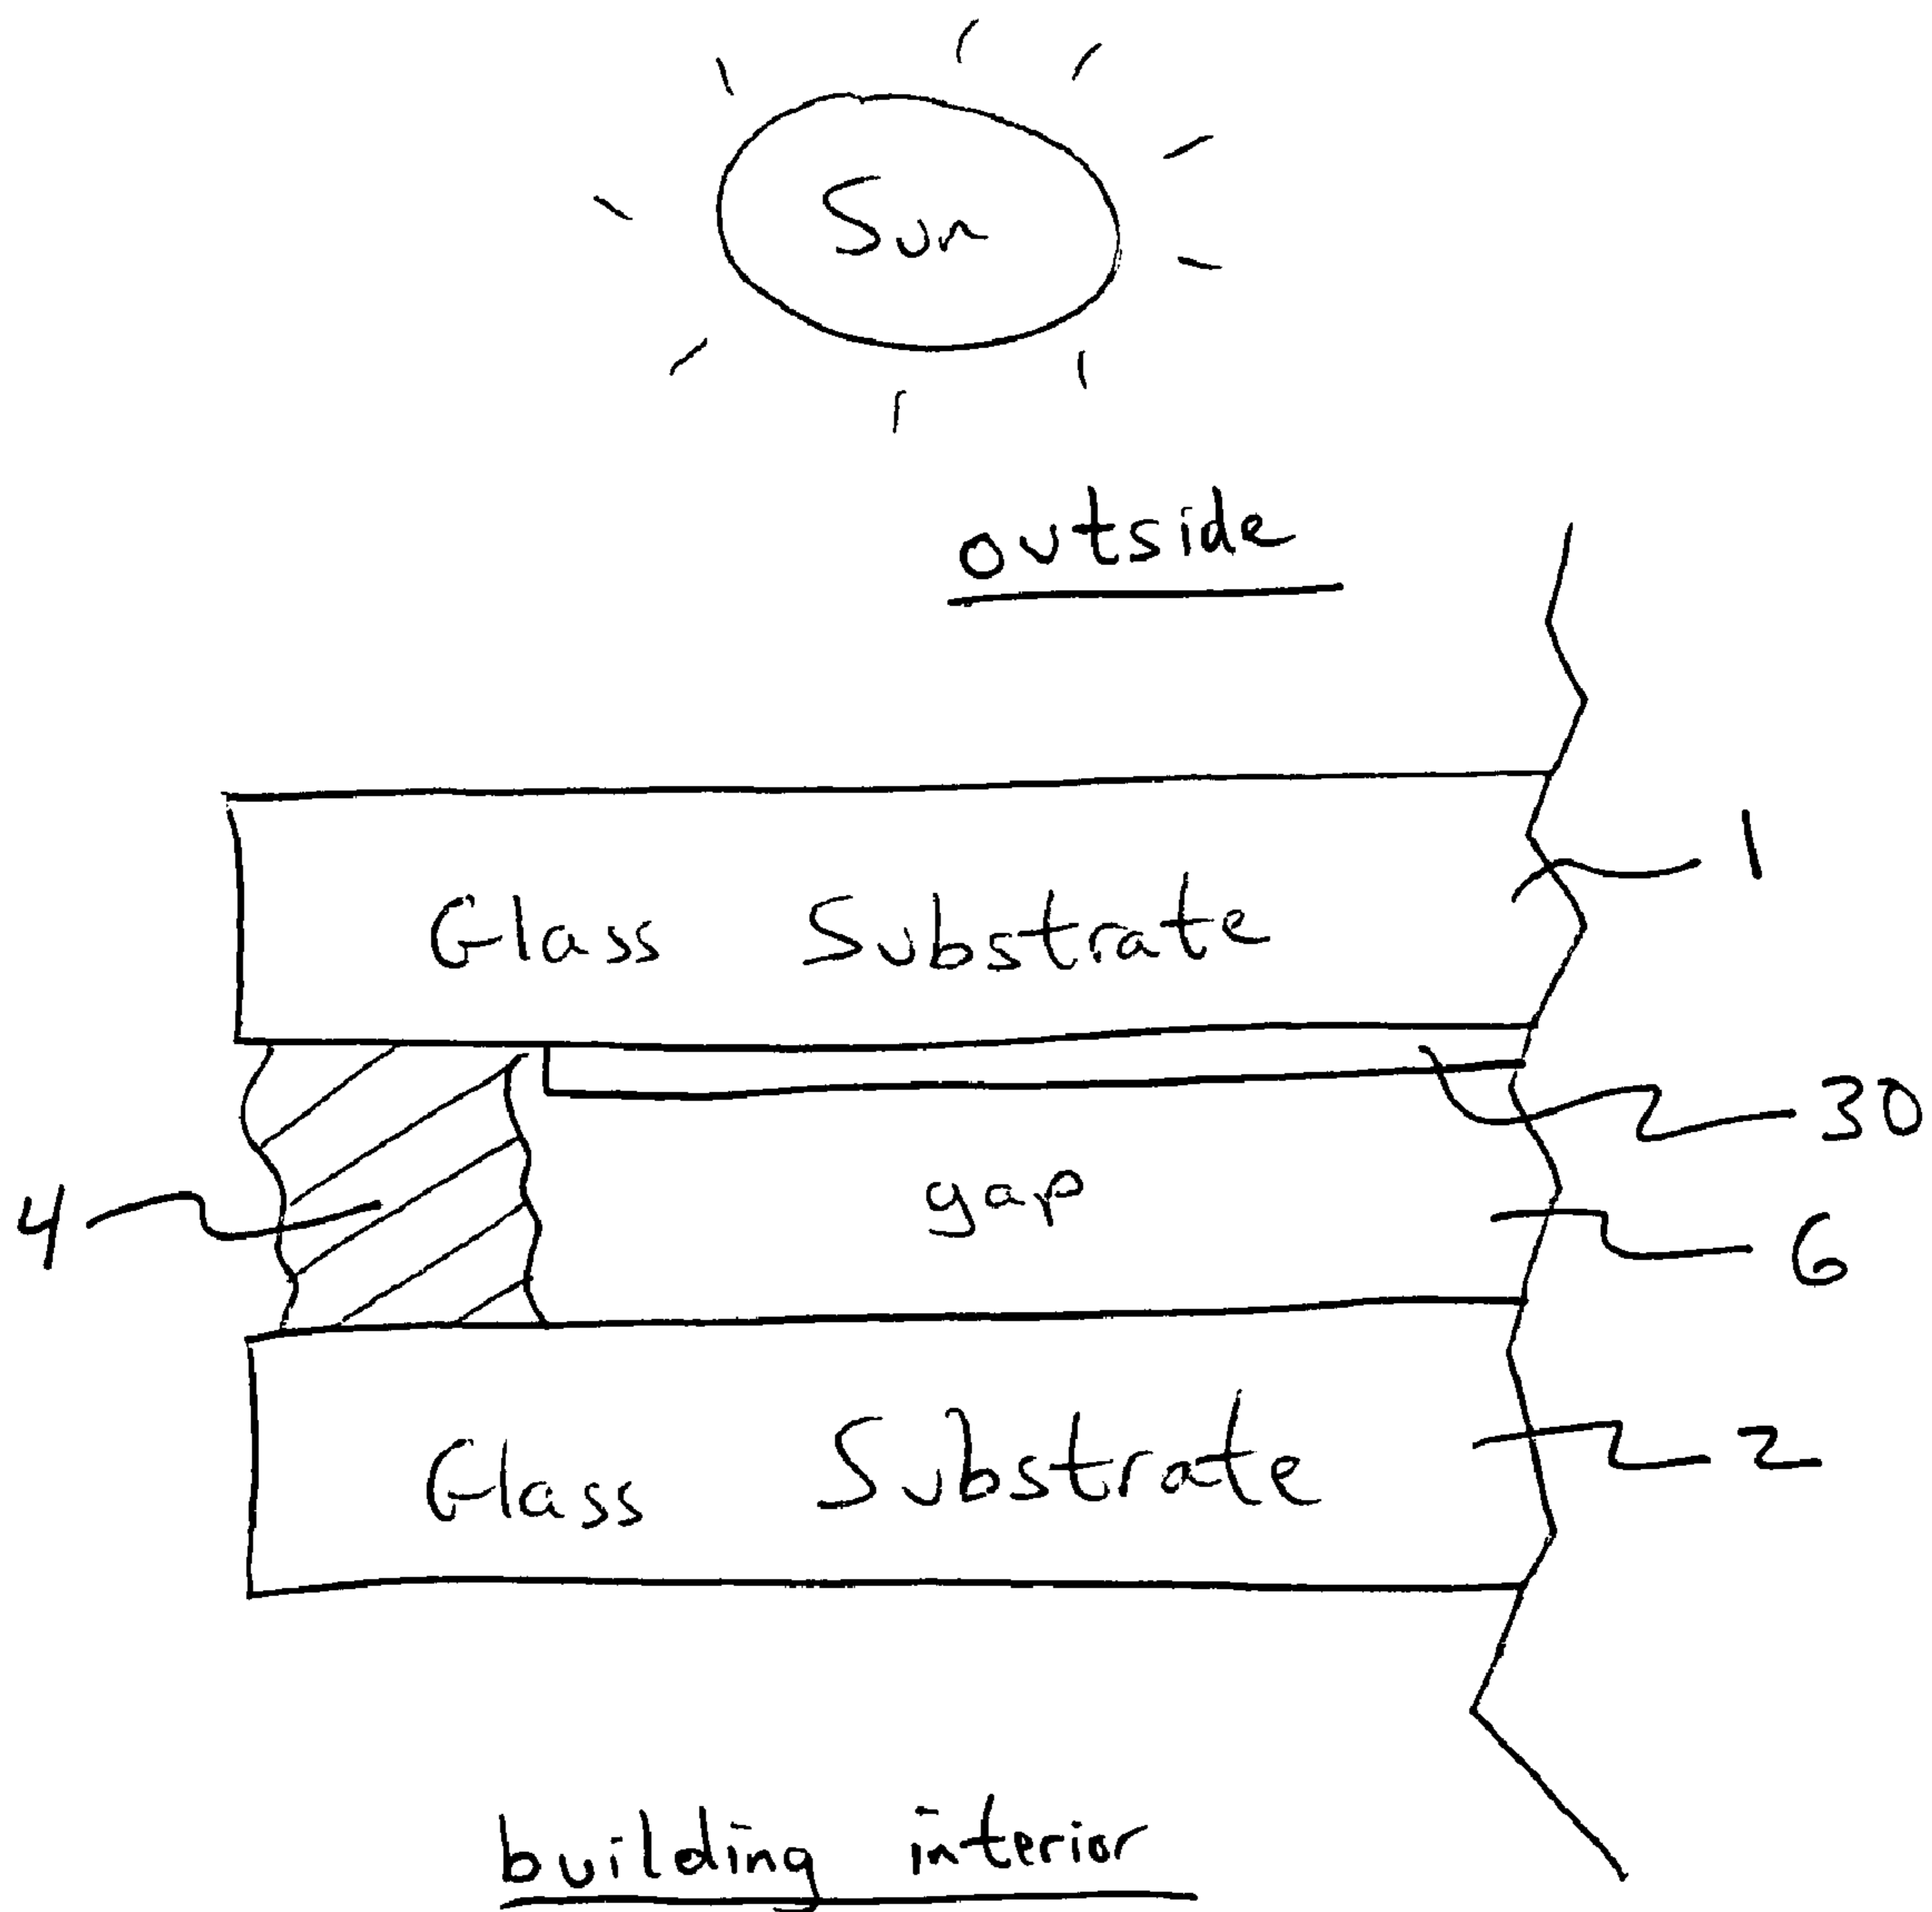 Sun
outside
1
Glass Substrate
30
gap
4
6
Glass Substrate
2
building interior